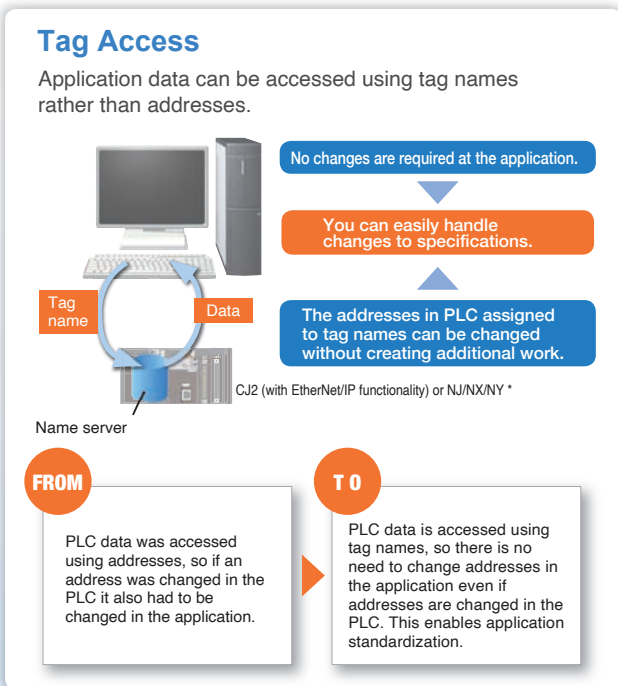 Tag Access
Application data can be accessed using tag names
rather than addresses.
No changes are required at the application.
You can easily handle
changes to specifications.
Tag
name
Data
The addresses in PLC assigned
to tag names can be changed
without creating additional work.
CJ2 (with EtherNet/IP functionality) or NJ/NX/NY *
Name server
FROM
PLC data was accessed
using addresses, so if an
address was changed in the
PLC it also had to be
changed in the application.
T 0
PLC data is accessed using
tag names, so there is no
need to change addresses in
the application even if
addresses are changed in the
PLC. This enables application
standardization.